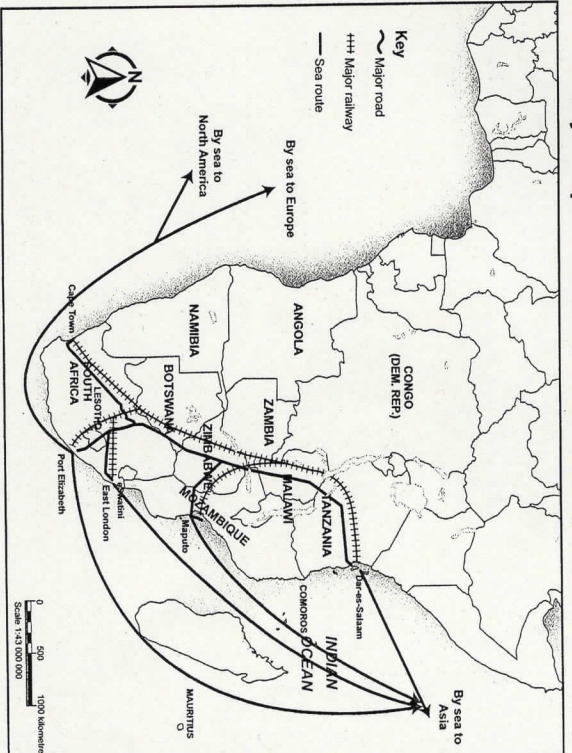 Key
Major road
Major railway
Sea route
N
By sea to
North America
By sea to Europe
CONGO
(DEM. REP.)
ANGOLA
ZAMBIA
NAMIBIA
BOTSWANA
ZIMBABWE
MALAWI
TANZANIA
MOZAMBIQUE
SOUTH
AFRICA
LESOTHO
Cape Town
Port Elizabeth
East London
Maputo
Dar-es-Salaam
COMOROS
INDIAN
OCEAN
MAURITIUS
By sea to
Asia
0 500 1000 kilometre
Scale 1:43 000 000